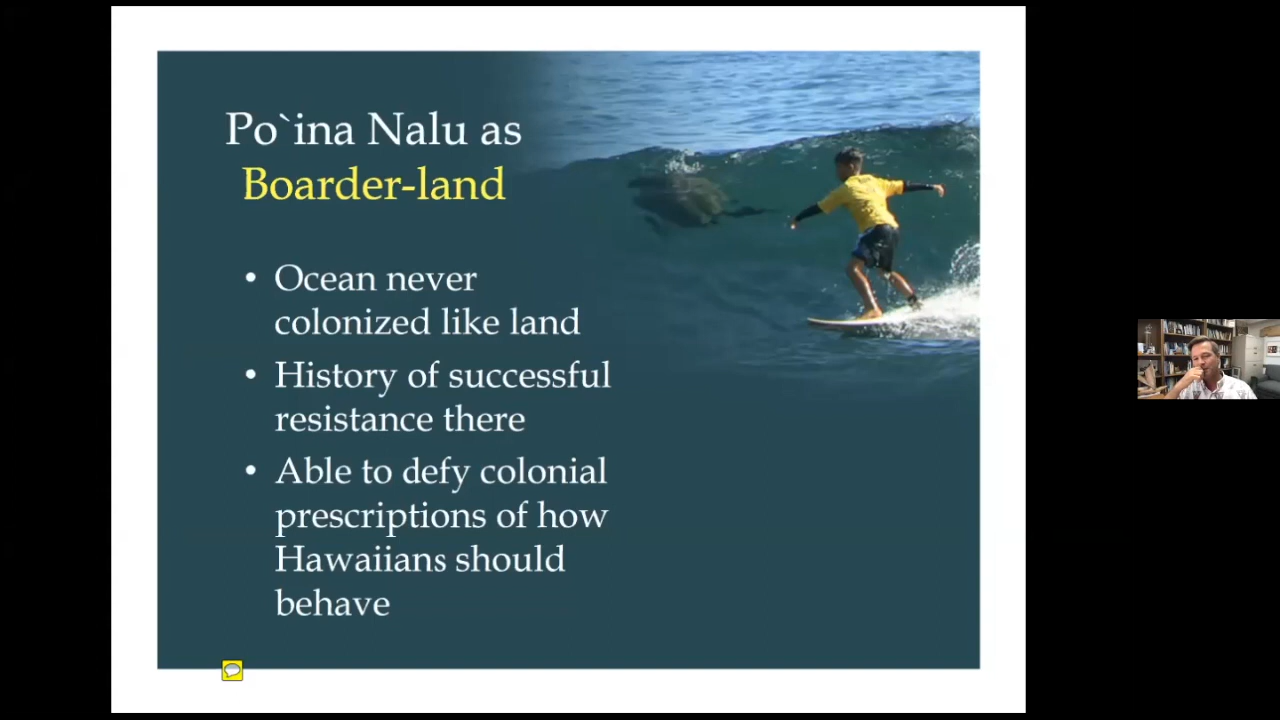 Po`ina Nalu as
Boarder-land
• Ocean never
colonized like land
• History of successful
resistance there
• Able to defy colonial
prescriptions of how
Hawaiians should
behave